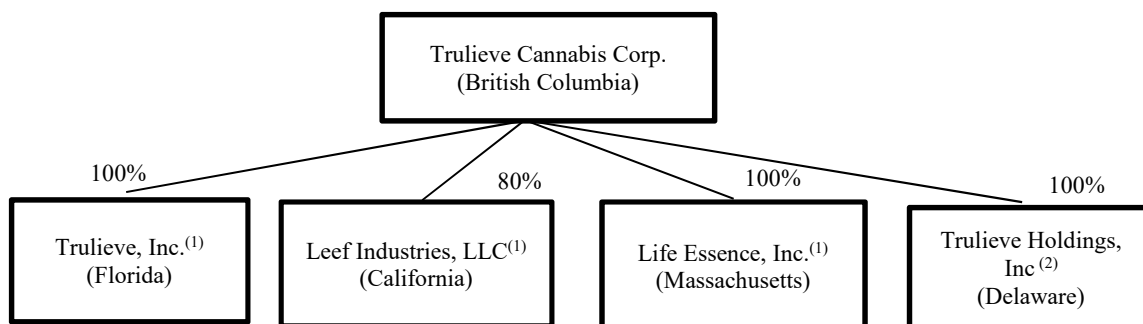 Trulieve Cannabis Corp.
(British Columbia)
100%
80%
100%
100%
Trulieve, Inc.(1)
(Florida)
Leef Industries, LLC(1)
(California)
Life Essence, Inc.(1)
(Massachusetts)
Trulieve Holdings,
Inc (2)
(Delaware)